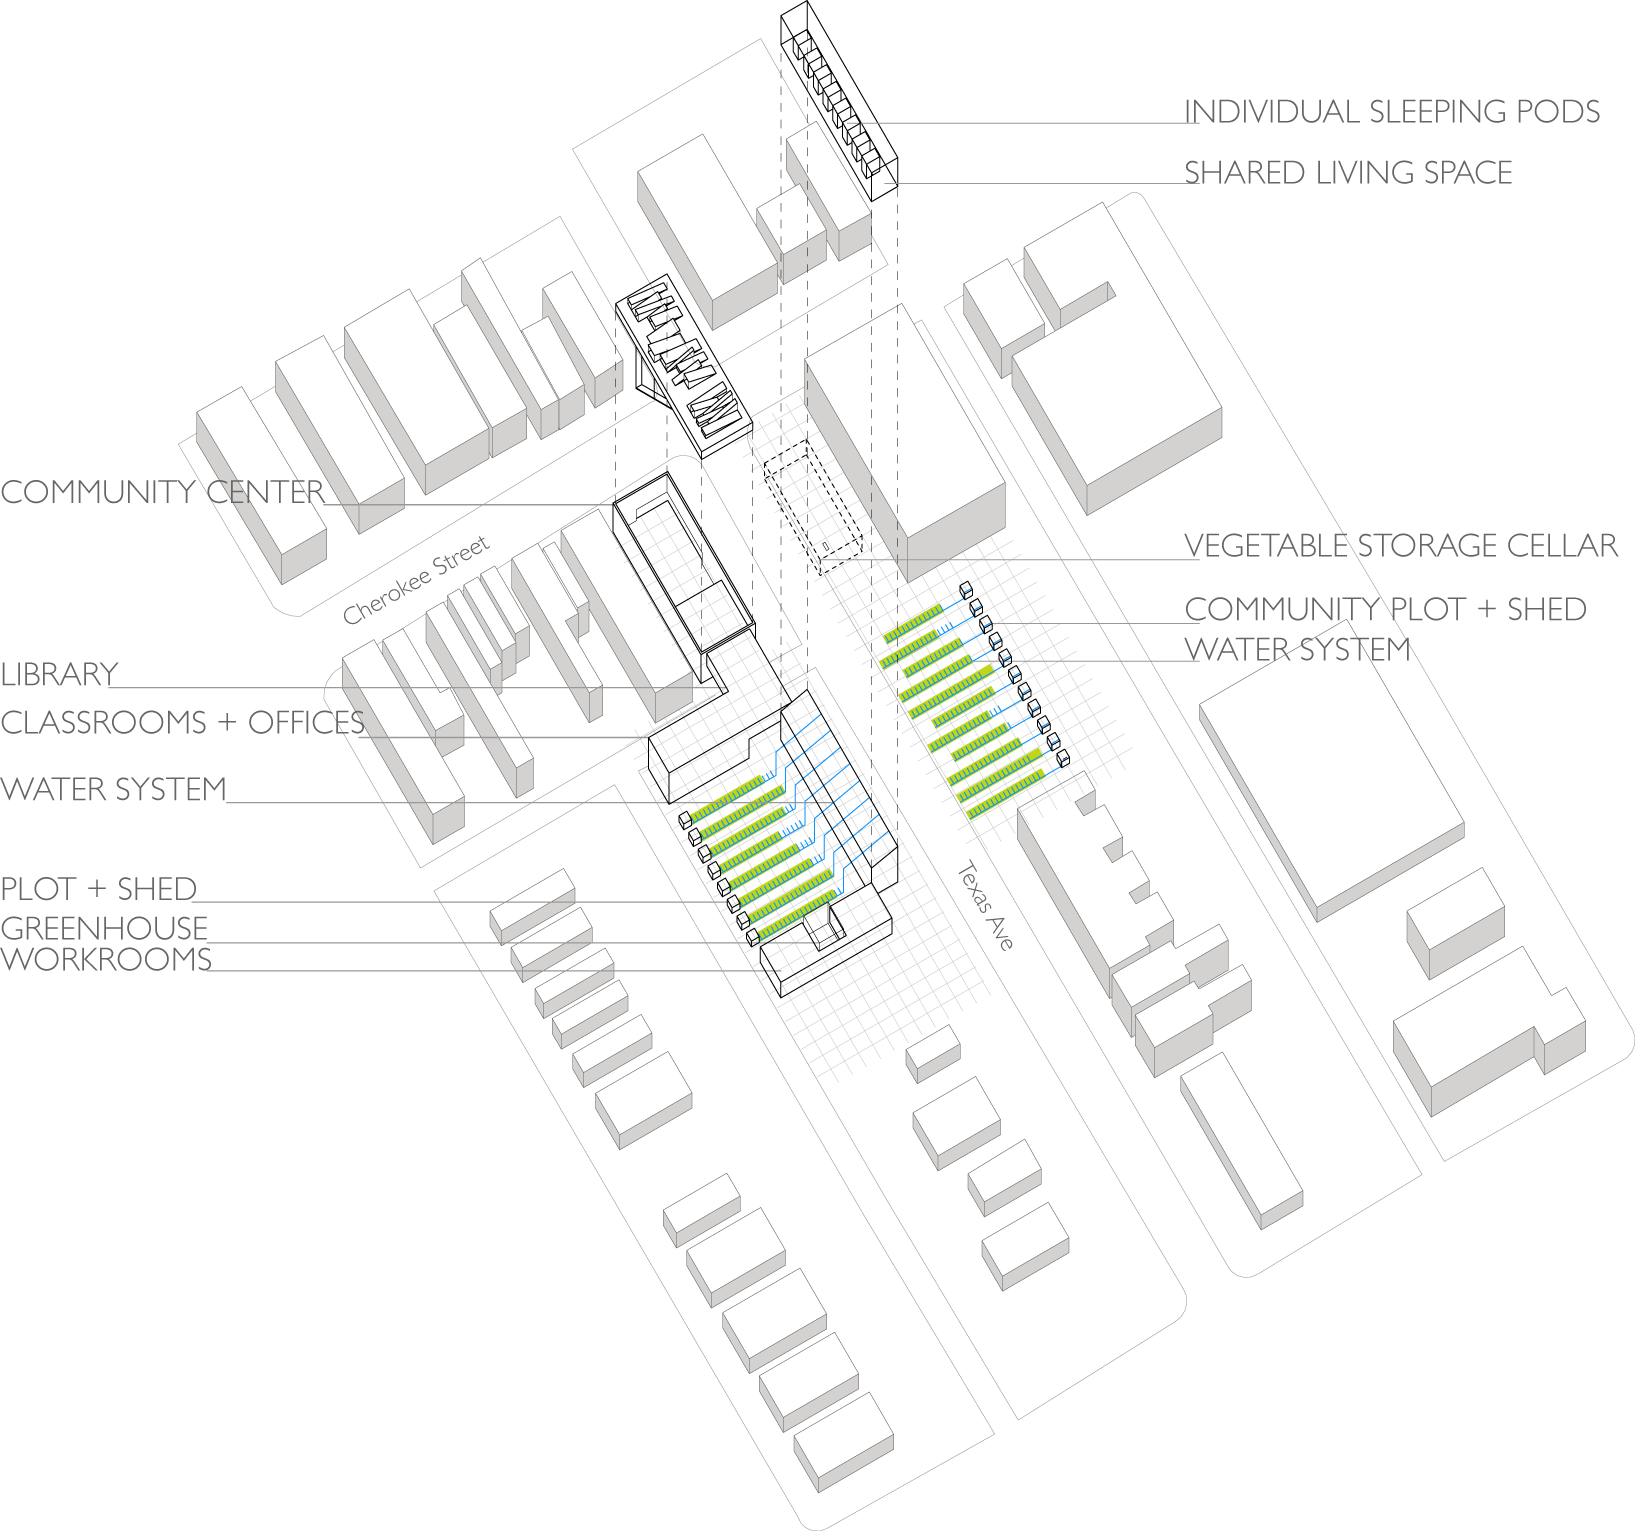 INDIVIDUAL SLEEPING PODS
SHARED LIVING SPACE
COMMUNITY CENTER
VEGETABLE STORAGE CELLAR
Cherokee Street
COMMUNITY PLOT + SHED
WATER SYSTEM
LIBRARY
CLASSROOMS + OFFICES
WATER SYSTEM
PLOT + SHED
Texas Ave
GREENHOUSE
WORKROOMS